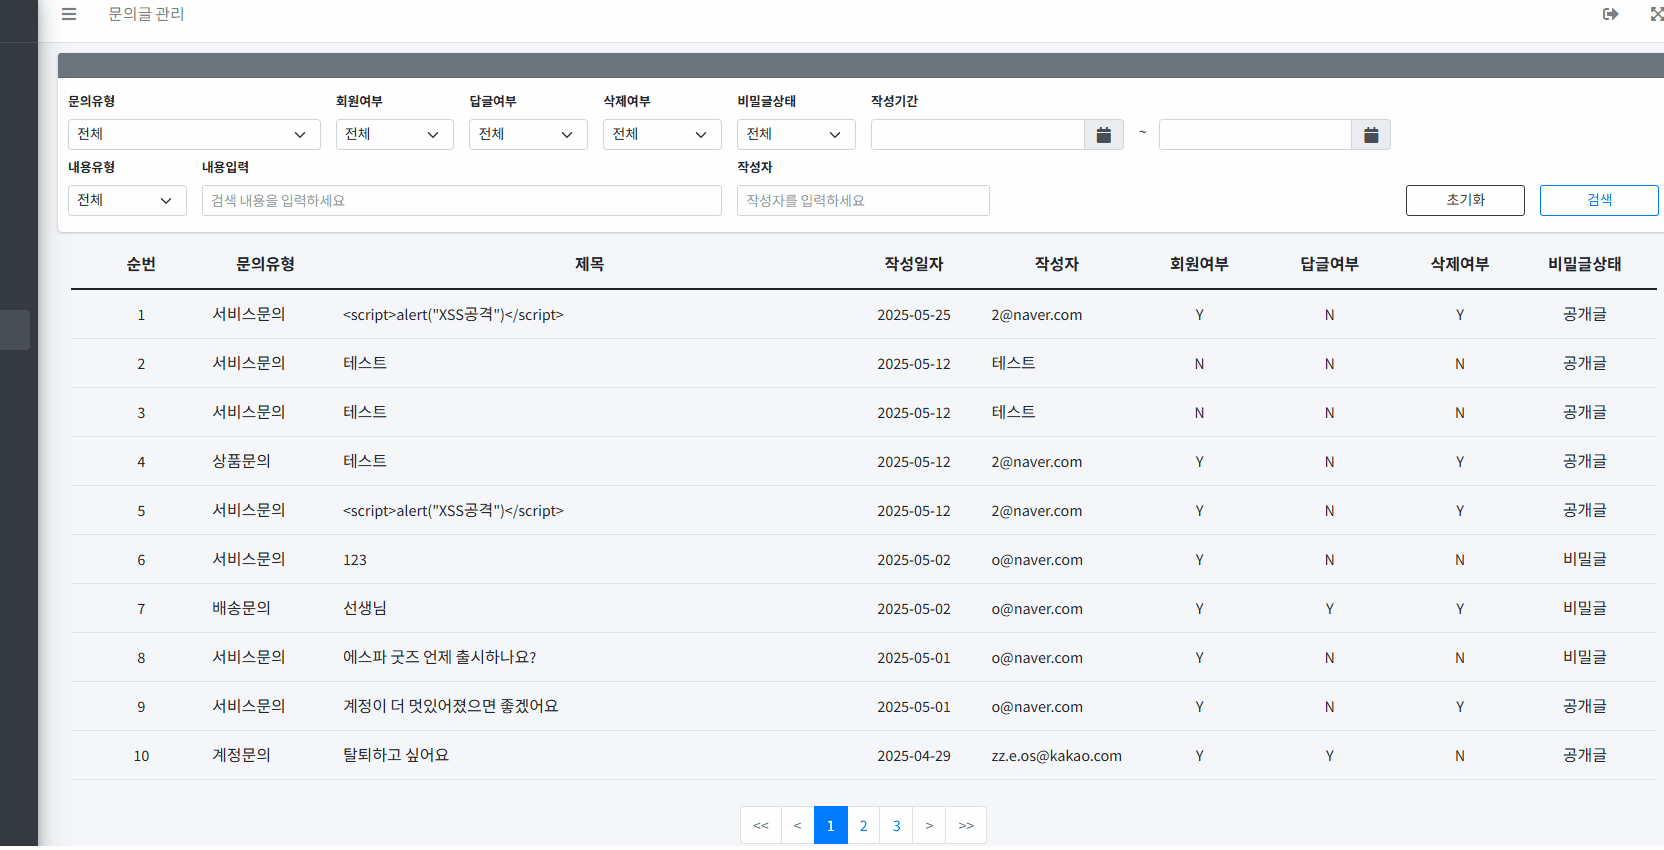 문의글 관리
문의유형 회원여부 답글여부 삭제여부 비밀글상태 작성기간
전체 전체 전체 전체 전체 ~
내용유형 내용입력 작성자
전체 검색 내용을 입력하세요 작성자를 입력하세요 초기화 검색
순번 문의유형 제목 작성일자 작성자 회원여부 답글여부 삭제여부 비밀글상태
1 서비스문의 <script>alert("XSS공격")</script> 2025-05-25 2@naver.com Y N Y 공개글
2 서비스문의 테스트 2025-05-12 테스트 N N N 공개글
3 서비스문의 테스트 2025-05-12 테스트 N N N 공개글
4 상품문의 테스트 2025-05-12 2@naver.com Y N Y 공개글
5 서비스문의 <script>alert("XSS공격")</script> 2025-05-12 2@naver.com Y N Y 공개글
6 서비스문의 123 2025-05-02 o@naver.com Y N N 비밀글
7 배송문의 선생님 2025-05-02 o@naver.com Y Y Y 비밀글
8 서비스문의 에스파 굿즈 언제 출시하나요? 2025-05-01 o@naver.com Y N N 비밀글
9 서비스문의 계정이 더 멋있어졌으면 좋겠어요 2025-05-01 o@naver.com Y N Y 공개글
10 계정문의 탈퇴하고 싶어요 2025-04-29 zz.e.os@kakao.com Y Y N 공개글
<< < 1 2 3 > >>